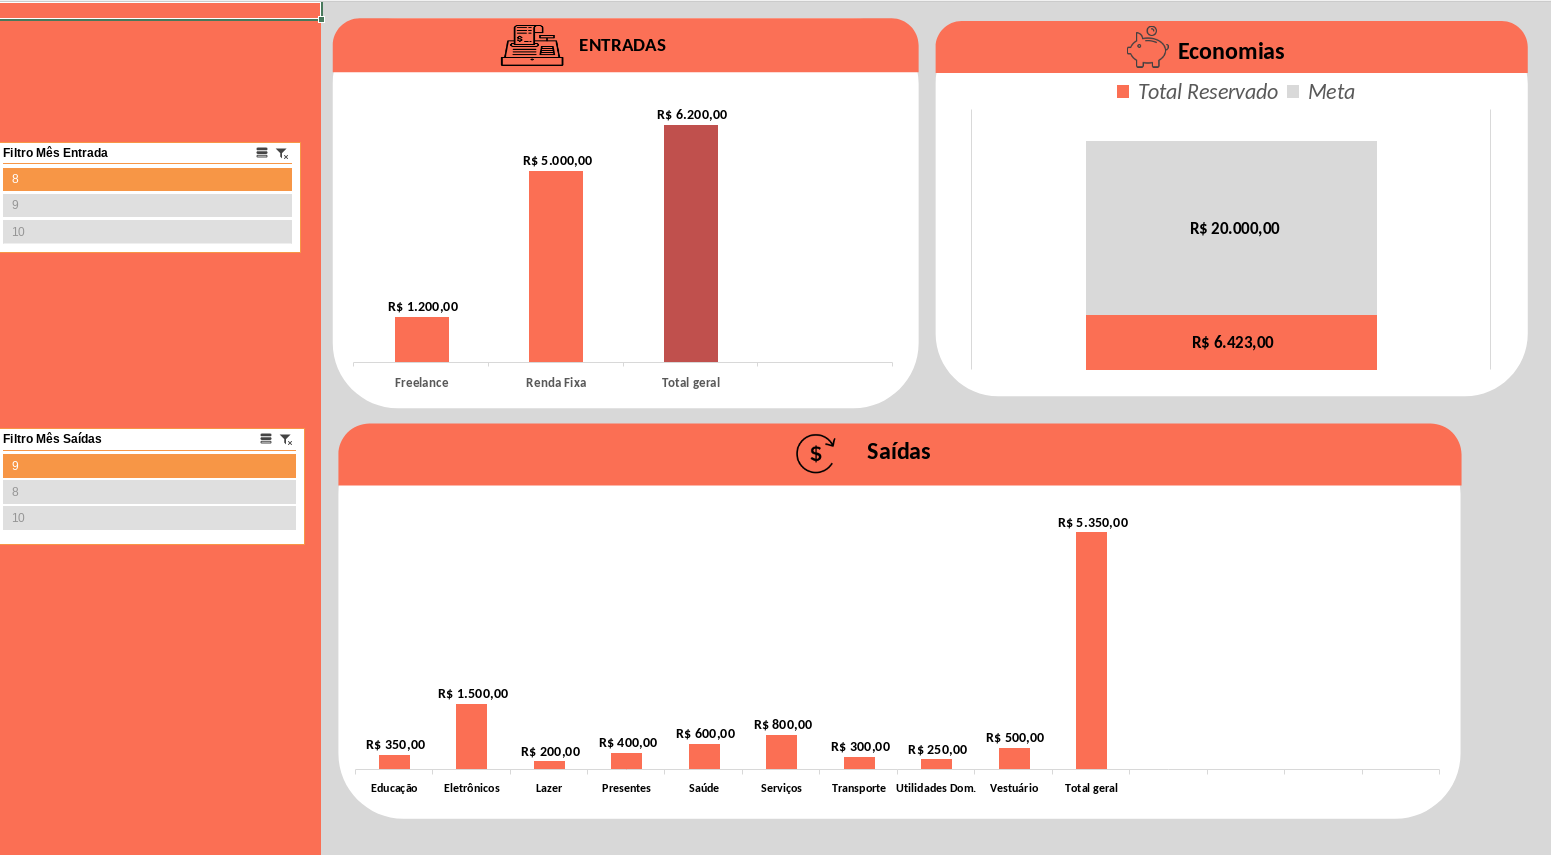 Filtro Mês Entrada
8
9
10
Filtro Mês Saídas
9
8
10
ENTRADAS
R$ 6.200,00
R$ 5.000,00
R$ 1.200,00
Freelance Renda Fixa Total geral
Economias
Total Reservado Meta
R$ 20.000,00
R$ 6.423,00
$ Saídas
R$ 5.350,00
R$ 1.500,00
R$ 350,00 R$ 200,00 R$ 400,00 R$ 600,00 R$ 800,00 R$ 300,00 R$ 250,00 R$ 500,00
Educação Eletrônicos Lazer Presentes Saúde Serviços Transporte Utilidades Dom. Vestuário Total geral